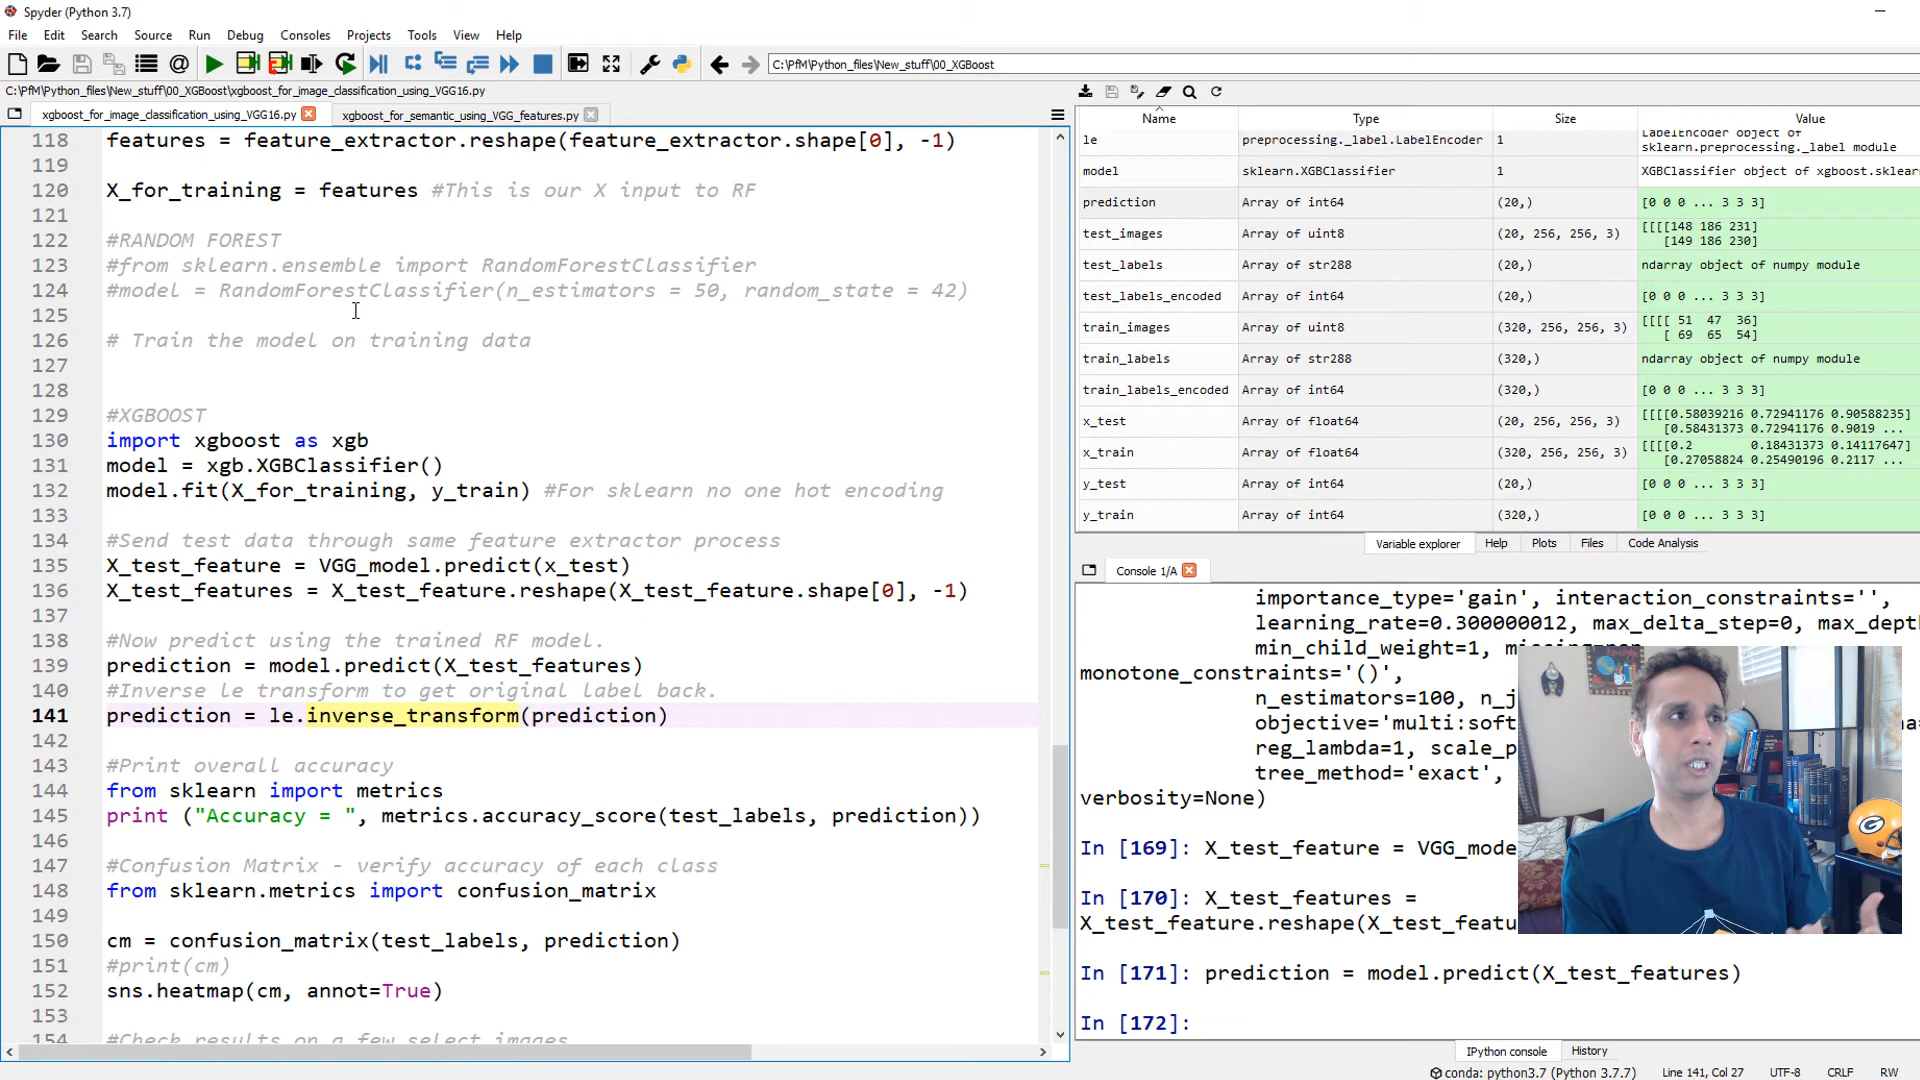 Spyder (Python 3.7)
File Edit Search Source Run Debug Consoles Projects Tools View Help
C:\PfM\Python_files\New_stuff\00_XGBoost
C:\PfM\Python_files\New_stuff\00_XGBoost\xgboost_for_image_classification_using_VGG16.py
xgboost_for_image_classification_using_VGG16.py xgboost_for_semantic_using_VGG_features.py
118 features = feature_extractor.reshape(feature_extractor.shape[0], -1)
119
120 X_for_training = features #This is our X input to RF
121
122 #RANDOM FOREST
123 #from sklearn.ensemble import RandomForestClassifier
124 #model = RandomForestClassifier(n_estimators = 50, random_state = 42)
125
126 # Train the model on training data
127
128
129 #XGBOOST
130 import xgboost as xgb
131 model = xgb.XGBClassifier()
132 model.fit(X_for_training, y_train) #For sklearn no one hot encoding
133
134 #Send test data through same feature extractor process
135 X_test_feature = VGG_model.predict(x_test)
136 X_test_features = X_test_feature.reshape(X_test_feature.shape[0], -1)
137
138 #Now predict using the trained RF model.
139 prediction = model.predict(X_test_features)
140 #Inverse le transform to get original label back.
141 prediction = le.inverse_transform(prediction)
142
143 #Print overall accuracy
144 from sklearn import metrics
145 print ("Accuracy = ", metrics.accuracy_score(test_labels, prediction))
146
147 #Confusion Matrix - verify accuracy of each class
148 from sklearn.metrics import confusion_matrix
149
150 cm = confusion_matrix(test_labels, prediction)
151 #print(cm)
152 sns.heatmap(cm, annot=True)
153
154 #Check results on a few select images
Name Type Size Value
le preprocessing._label.LabelEncoder 1 LabelEncoder object of
sklearn.preprocessing._label module
model sklearn.XGBClassifier 1 XGBClassifier object of xgboost.sklear
prediction Array of int64 (20,) [0 0 0 ... 3 3 3]
test_images Array of uint8 (20, 256, 256, 3) [[[[148 186 231]
[149 186 230]
test_labels Array of str288 (20,) ndarray object of numpy module
test_labels_encoded Array of int64 (20,) [0 0 0 ... 3 3 3]
train_images Array of uint8 (320, 256, 256, 3) [[[[ 51 47 36]
[ 69 65 54]
train_labels Array of str288 (320,) ndarray object of numpy module
train_labels_encoded Array of int64 (320,) [0 0 0 ... 3 3 3]
x_test Array of float64 (20, 256, 256, 3) [[[[0.58039216 0.72941176 0.90588235]
[0.58431373 0.72941176 0.9019 ...
x_train Array of float64 (320, 256, 256, 3) [[[[0.2 0.18431373 0.14117647]
[0.27058824 0.25490196 0.2117 ...
y_test Array of int64 (20,) [0 0 0 ... 3 3 3]
y_train Array of int64 (320,) [0 0 0 ... 3 3 3]
Variable explorer Help Plots Files Code Analysis
Console 1/A
importance_type='gain', interaction_constraints='',
learning_rate=0.300000012, max_delta_step=0, max_dept
min_child_weight=1,
monotone_constraints='()',
n_estimators=100, n_j
objective='multi:sof
reg_lambda=1, scale_p
tree_method='exact',
verbosity=None)
In [169]: X_test_feature = VGG_mode
In [170]: X_test_features =
X_test_feature.reshape(X_test_featu
In [171]: prediction = model.predict(X_test_features)
In [172]:
IPython console History
conda: python3.7 (Python 3.7.7) Line 141, Col 27 UTF-8 CRLF RW